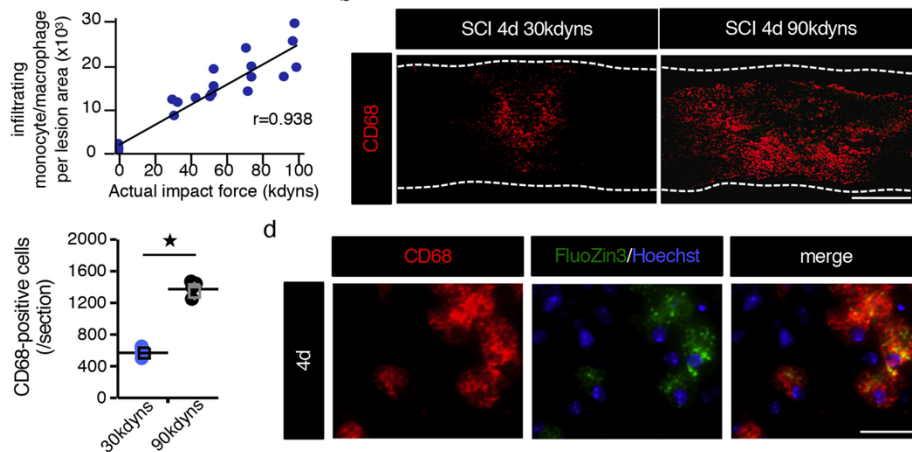 infiltrating
monocyte/macrophage
per lesion area (x10³)
30
20
10
0
r=0.938
0 20 40 60 80 100
Actual impact force (kdyns)
SCI 4d 30kdyns
SCI 4d 90kdyns
CD68
CD68-positive cells
(/section)
2000
1600
1200
800
400
0
★
30kdyns
90kdyns
d
CD68
FluoZin3/Hoechst
merge
4d